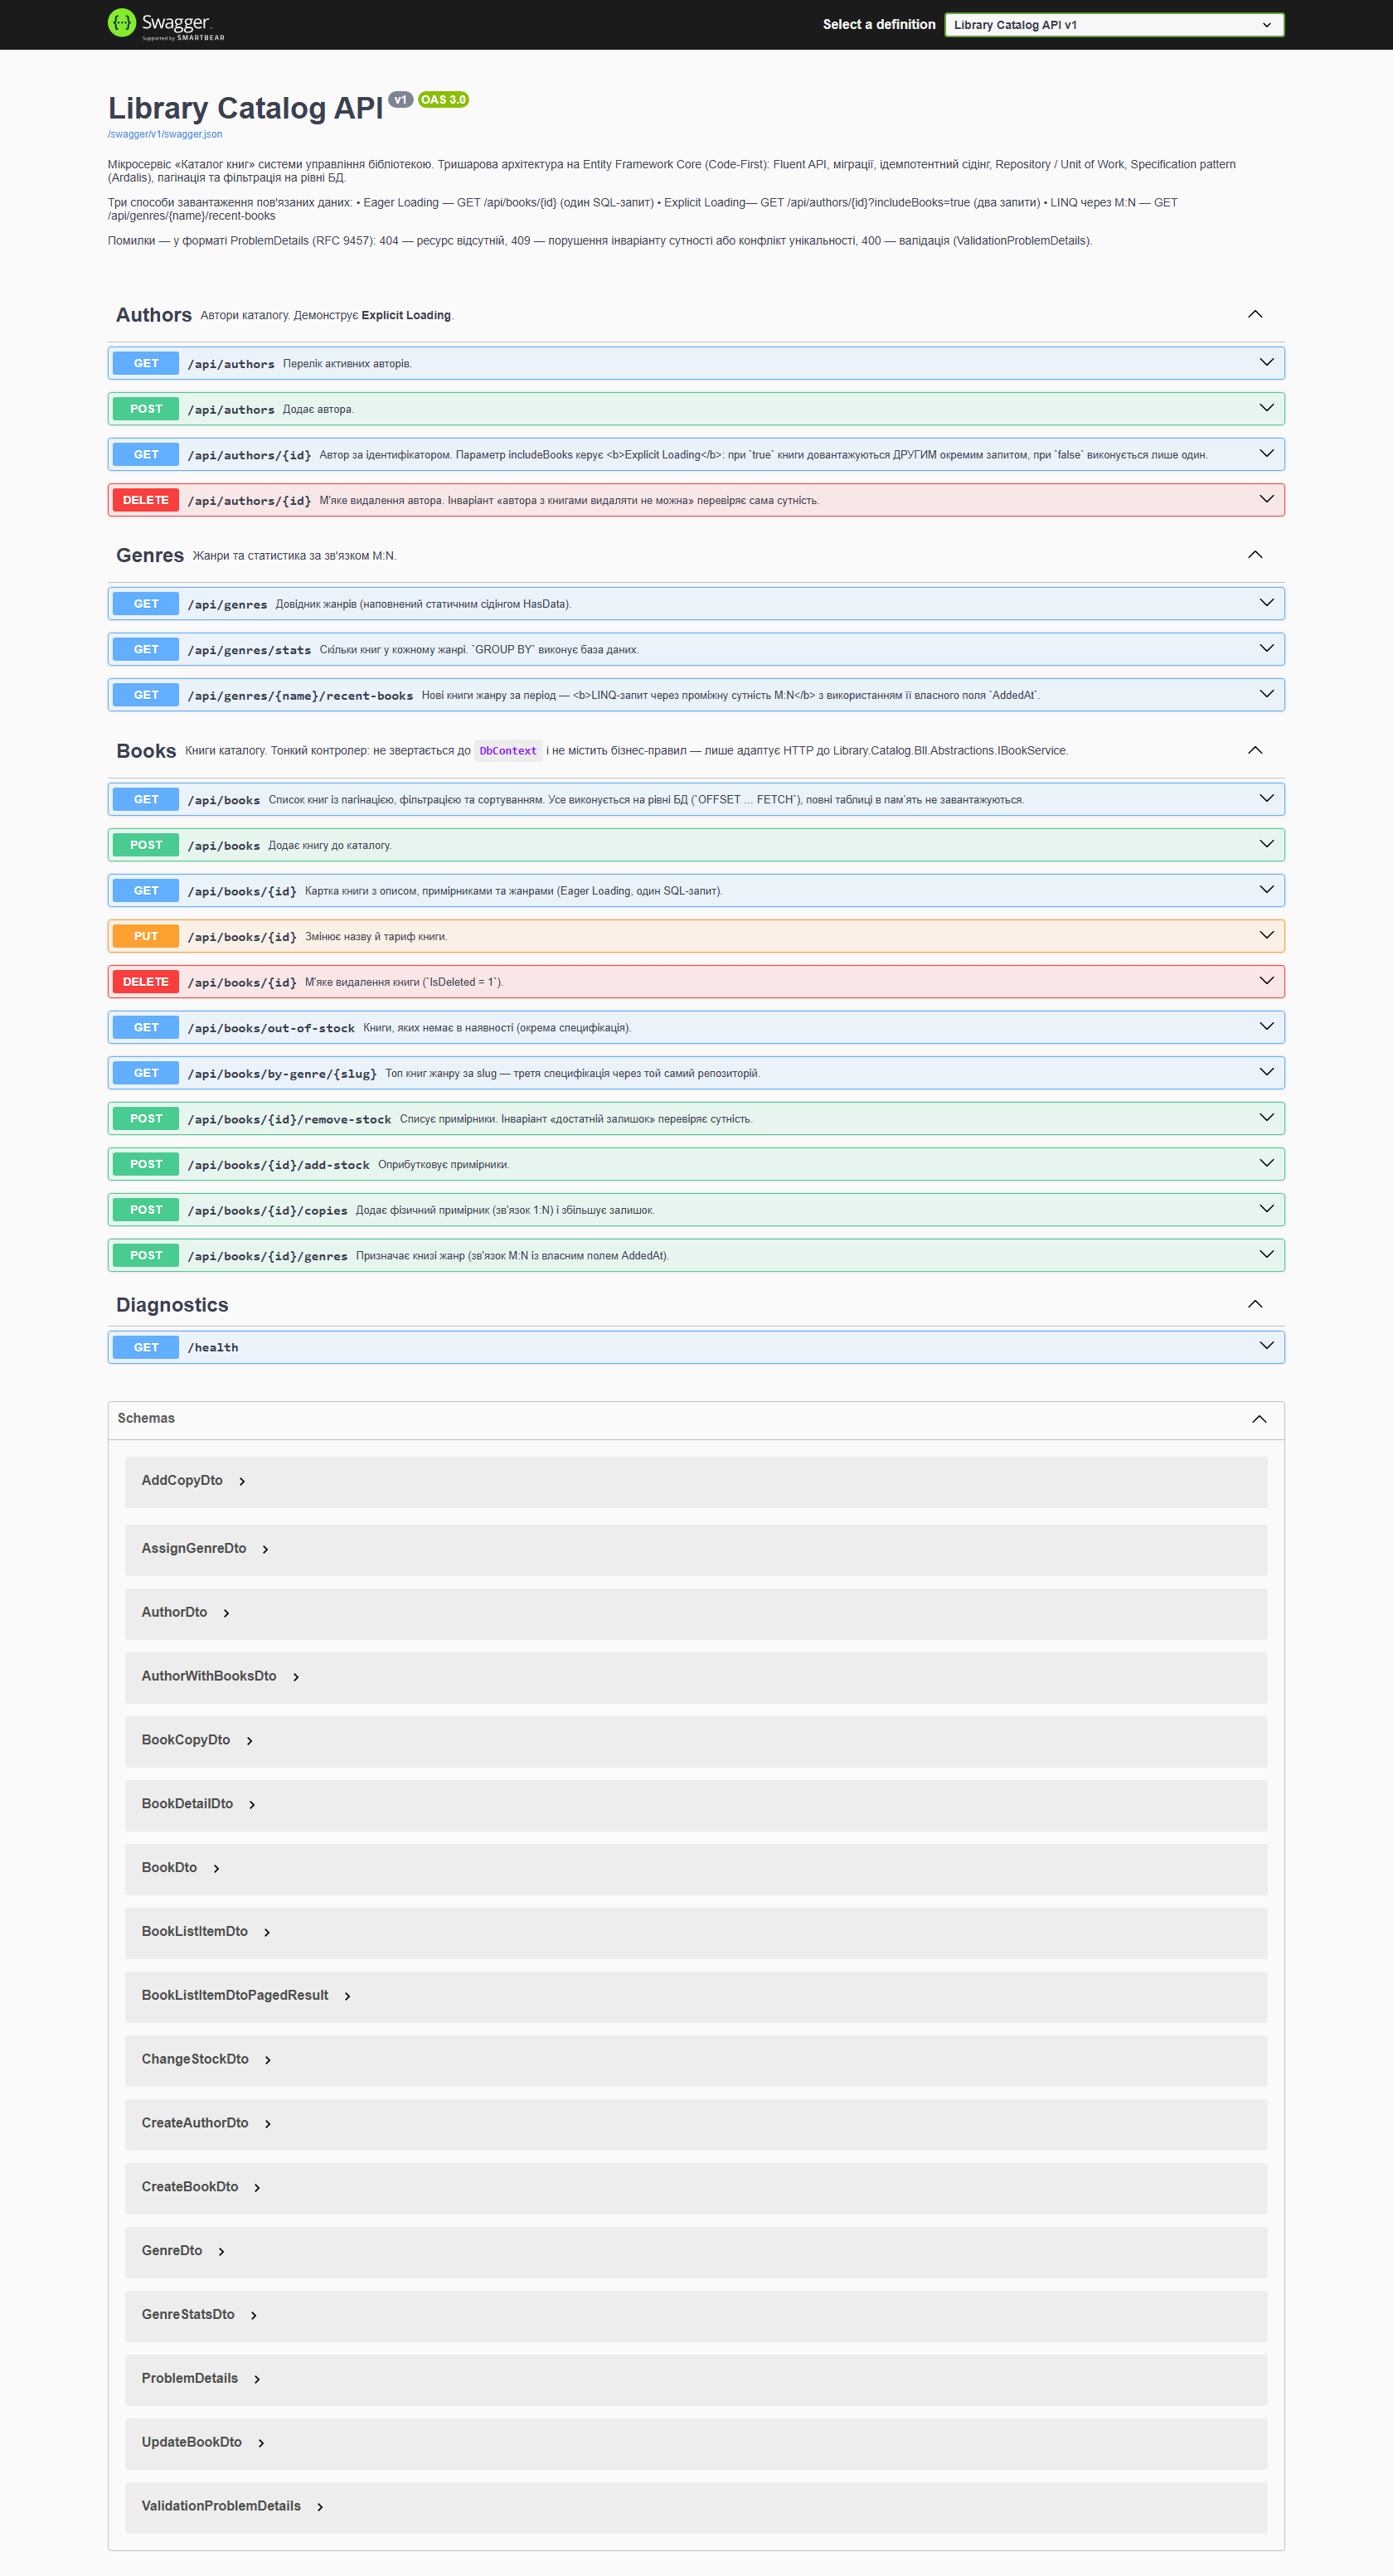 Swagger
Supported by SMARTBEAR
Select a definition
Library Catalog API v1
Library Catalog API v1 OAS 3.0
/swagger/v1/swagger.json
Мікросервіс «Каталог книг» системи управління бібліотекою. Тришарова архітектура на Entity Framework Core (Code-First): Fluent API, міграції, ідемпотентний сідінг, Repository / Unit of Work, Specification pattern
(Ardalis), пагінація та фільтрація на рівні БД.
Три способи завантаження пов'язаних даних: • Eager Loading — GET /api/books/{id} (один SQL-запит) • Explicit Loading— GET /api/authors/{id}?includeBooks=true (два запити) • LINQ через M:N — GET
/api/genres/{name}/recent-books
Помилки — у форматі ProblemDetails (RFC 9457): 404 — ресурс відсутній, 409 — порушення інваріанту сутності або конфлікт унікальності, 400 — валідація (ValidationProblemDetails).
Authors Автори каталогу. Демонструє Explicit Loading.
GET /api/authors Перелік активних авторів.
POST /api/authors Додає автора.
GET /api/authors/{id} Автор за ідентифікатором. Параметр includeBooks керує <b>Explicit Loading</b>: при `true` книги довантажуються ДРУГИМ окремим запитом, при `false` виконується лише один.
DELETE /api/authors/{id} М'яке видалення автора. Інваріант «автора з книгами видаляти не можна» перевіряє сама сутність.
Genres Жанри та статистика за зв'язком M:N.
GET /api/genres Довідник жанрів (наповнений статичним сідінгом HasData).
GET /api/genres/stats Скільки книг у кожному жанрі. `GROUP BY` виконує база даних.
GET /api/genres/{name}/recent-books Нові книги жанру за період — <b>LINQ-запит через проміжну сутність M:N</b> з використанням її власного поля `AddedAt`.
Books Книги каталогу. Тонкий контролер: не звертається до DbContext і не містить бізнес-правил — лише адаптує HTTP до Library.Catalog.Bll.Abstractions.IBookService.
GET /api/books Список книг із пагінацією, фільтрацією та сортуванням. Усе виконується на рівні БД (`OFFSET … FETCH`), повні таблиці в пам'ять не завантажуються.
POST /api/books Додає книгу до каталогу.
GET /api/books/{id} Картка книги з описом, примірниками та жанрами (Eager Loading, один SQL-запит).
PUT /api/books/{id} Змінює назву й тариф книги.
DELETE /api/books/{id} М'яке видалення книги (`IsDeleted = 1`).
GET /api/books/out-of-stock Книги, яких немає в наявності (окрема специфікація).
GET /api/books/by-genre/{slug} Топ книг жанру за slug — третя специфікація через той самий репозиторій.
POST /api/books/{id}/remove-stock Списує примірники. Інваріант «достатній залишок» перевіряє сутність.
POST /api/books/{id}/add-stock Оприбутковує примірники.
POST /api/books/{id}/copies Додає фізичний примірник (зв'язок 1:N) і збільшує залишок.
POST /api/books/{id}/genres Призначає книзі жанр (зв'язок M:N із власним полем AddedAt).
Diagnostics
GET /health
Schemas
AddCopyDto
AssignGenreDto
AuthorDto
AuthorWithBooksDto
BookCopyDto
BookDetailDto
BookDto
BookListItemDto
BookListItemDtoPagedResult
ChangeStockDto
CreateAuthorDto
CreateBookDto
GenreDto
GenreStatsDto
ProblemDetails
UpdateBookDto
ValidationProblemDetails